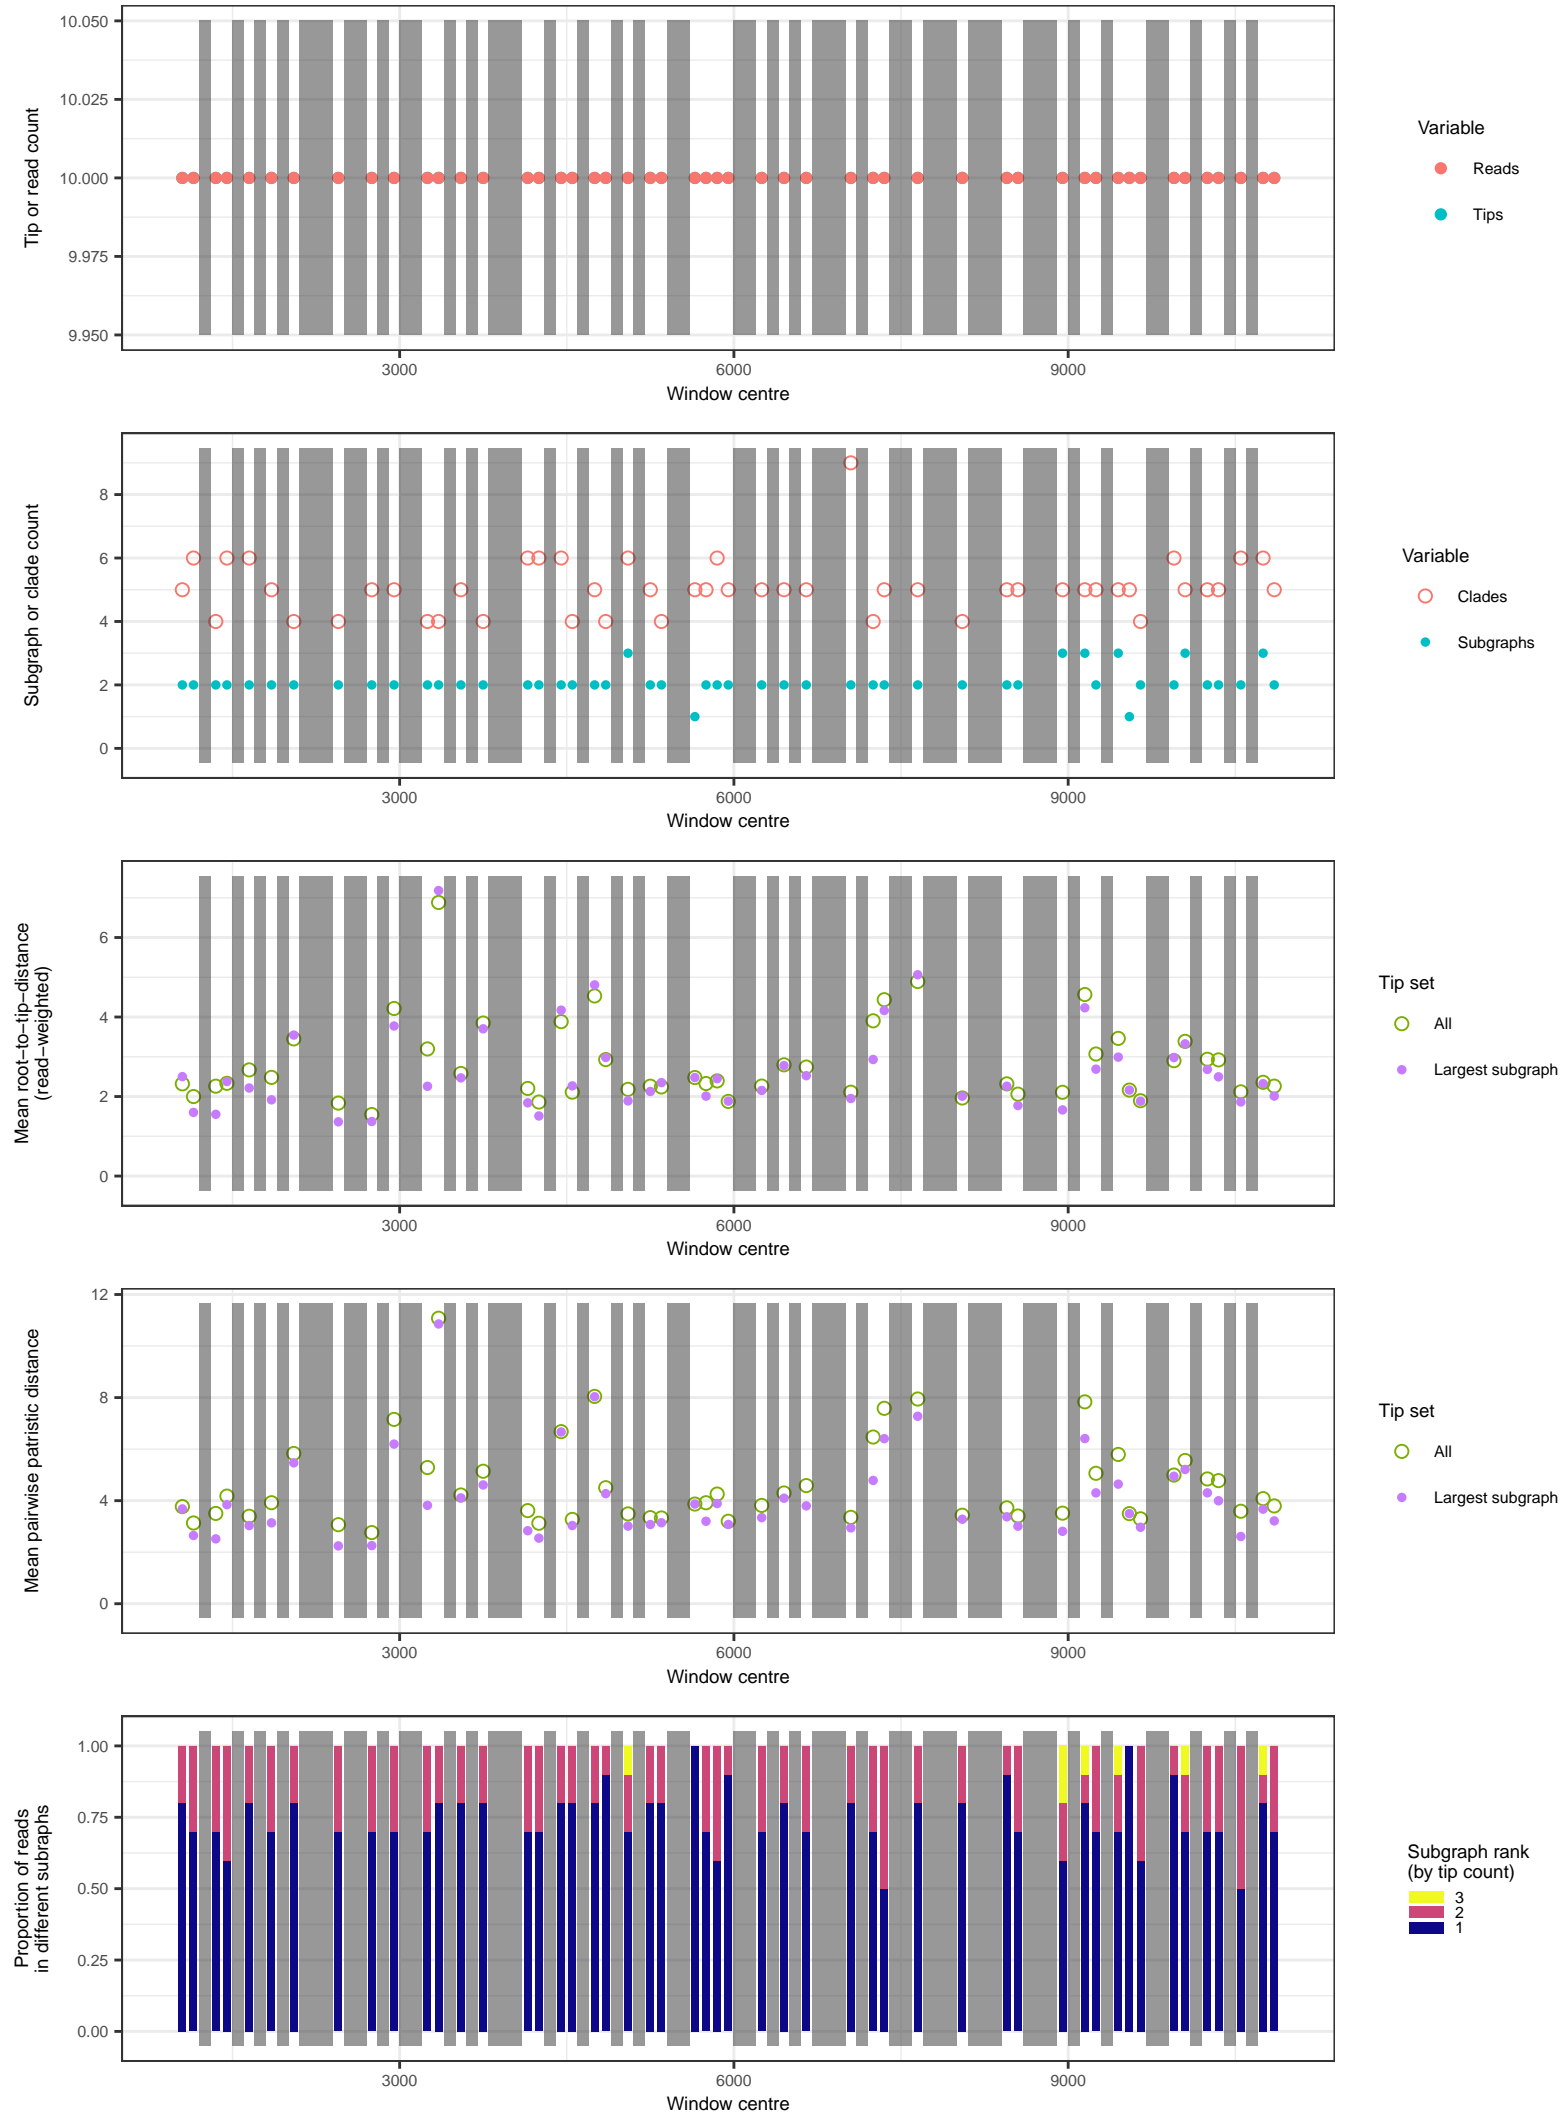 10.050
10.025
10.000
9.975
9.950
Tip or read count
3000 6000 9000
Window centre
Variable
Reads
Tips
8
6
4
2
0
Subgraph or clade count
3000 6000 9000
Window centre
Variable
Clades
Subgraphs
6
4
2
0
Mean root−to−tip−distance
(read−weighted)
3000 6000 9000
Window centre
Tip set
All
Largest subgraph
12
8
4
0
Mean pairwise patristic distance
3000 6000 9000
Window centre
Tip set
All
Largest subgraph
1.00
0.75
0.50
0.25
0.00
Proportion of reads
in different subraphs
3000 6000 9000
Window centre
Subgraph rank
(by tip count)
3
2
1